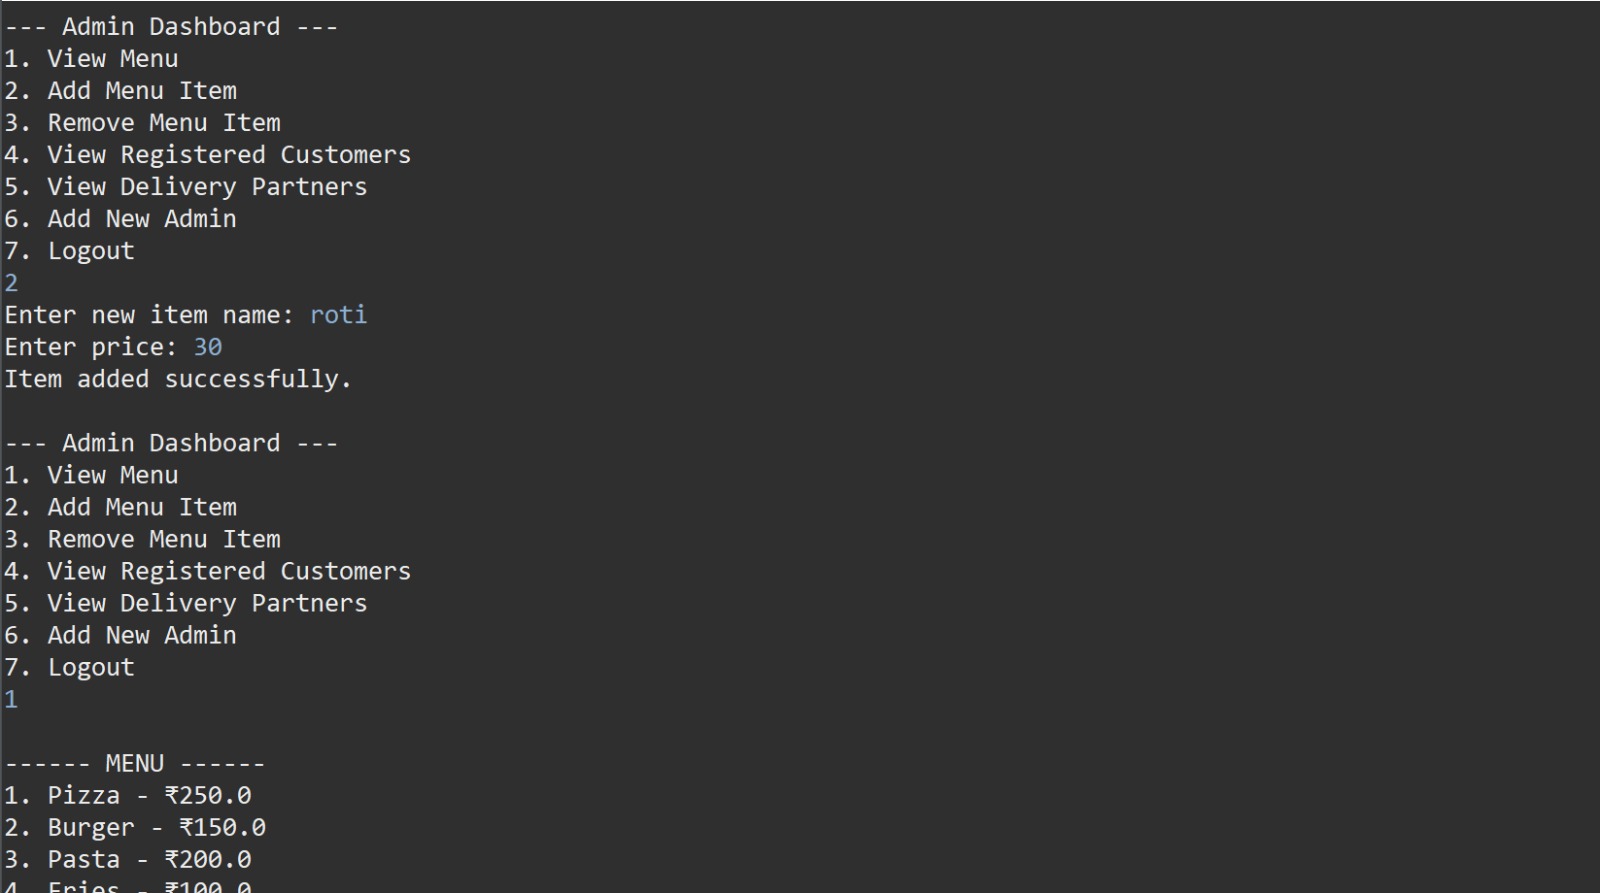 --- Admin Dashboard ---
1. View Menu
2. Add Menu Item
3. Remove Menu Item
4. View Registered Customers
5. View Delivery Partners
6. Add New Admin
7. Logout
2
Enter new item name: roti
Enter price: 30
Item added successfully.
--- Admin Dashboard ---
1. View Menu
2. Add Menu Item
3. Remove Menu Item
4. View Registered Customers
5. View Delivery Partners
6. Add New Admin
7. Logout
1
------ MENU ------
1. Pizza - ₹250.0
2. Burger - ₹150.0
3. Pasta - ₹200.0
4. Fries - ₹100.0